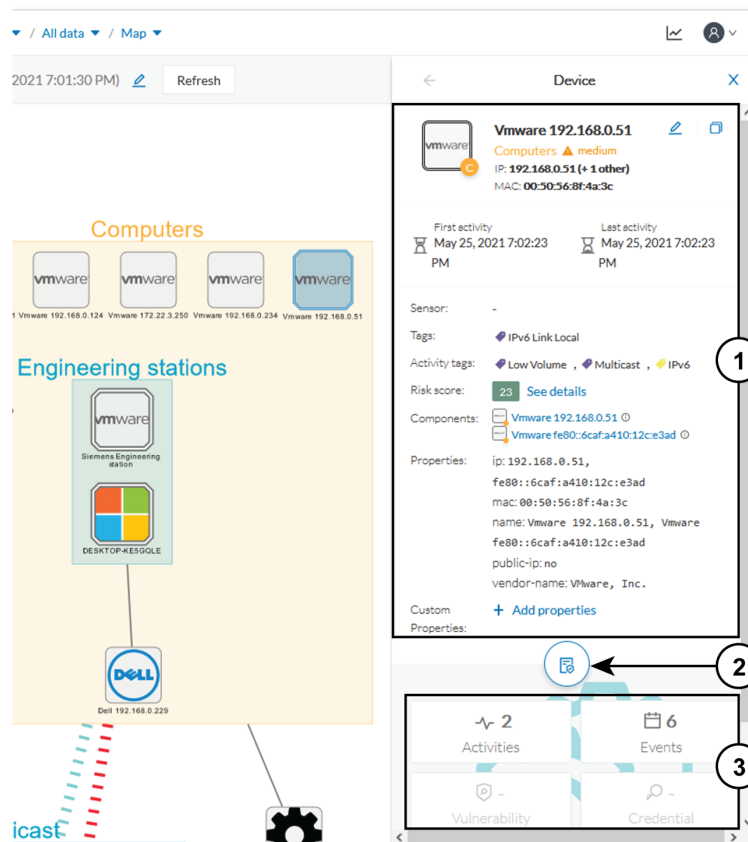 / All data / Map
2021 7:01:30 PM) Refresh
Computers
vmware vmware vmware vmware
1 Vmware 192.168.0.124 Vmware 172.22.3.250 Vmware 192.168.0.234 Vmware 192.168.0.51
Engineering stations
vmware
Siemens Engineering
station
DESKTOP-KE5GQLE
DELL
Dell 192.168.0.229
icast
Device X
vmware
C
Vmware 192.168.0.51
Computers medium
IP: 192.168.0.51 (+ 1 other)
MAC: 00:50:56:8f:4a:3c
First activity
May 25, 2021 7:02:23
PM
Last activity
May 25, 2021 7:02:23
PM
Sensor: -
Tags: IPv6 Link Local
Activity tags: Low Volume , Multicast , IPv6
Risk score: 23 See details
Components: Vmware 192.168.0.51
Vmware fe80::6caf:a410:12c:e3ad
Properties: ip: 192.168.0.51,
fe80::6caf:a410:12c:e3ad
mac: 00:50:56:8f:4a:3c
name: Vmware 192.168.0.51, Vmware
fe80::6caf:a410:12c:e3ad
public-ip: no
vendor-name: VMware, Inc.
Custom
Properties:
+ Add properties
1
2
2
Activities
6
Events
3
-
Vulnerability
-
Credential